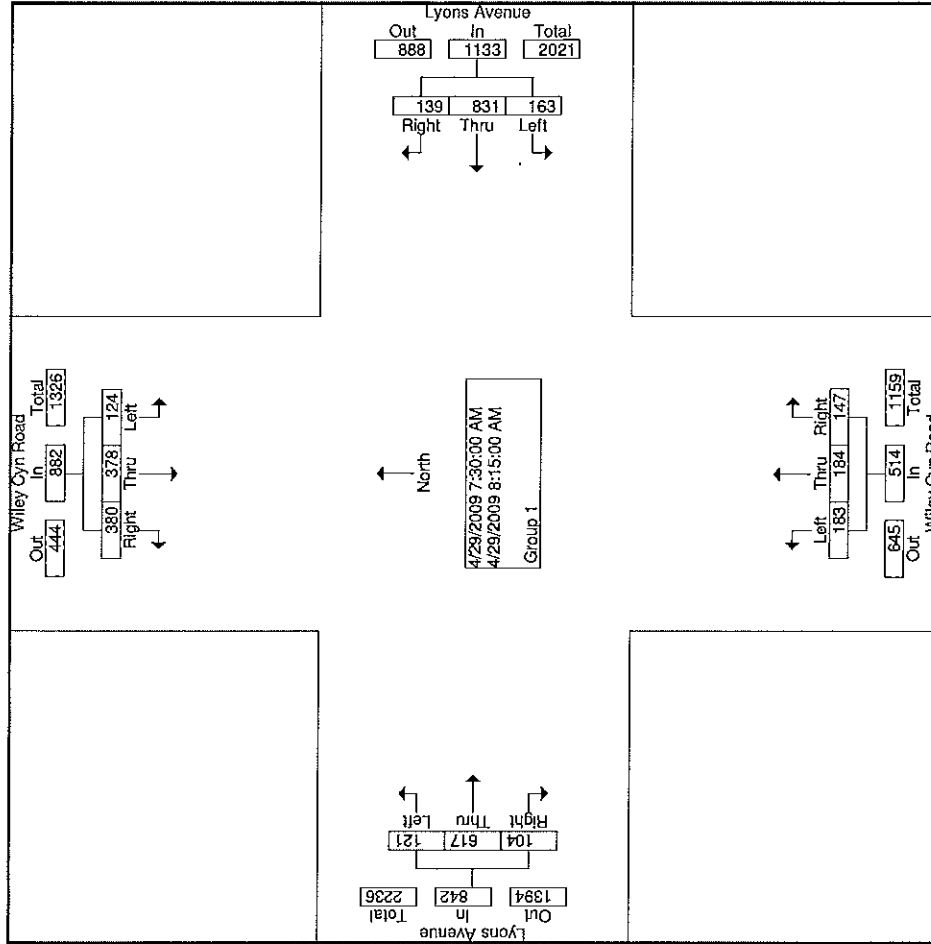 Lyons Avenue
Out In Total
888 1133 2021
139 831 163
Right Thru Left
Wiley Cyn Road
Out In Total
444 882 1326
380 378 124
Right Thru Left
North
4/29/2009 7:30:00 AM
4/29/2009 8:15:00 AM
Group 1
Left Thru Right
183 184 147
645 514 1159
Out In Total
Wiley Cyn Road
Left Thru Right
121 617 104
Total In Out
2236 842 1394
Lyons Avenue